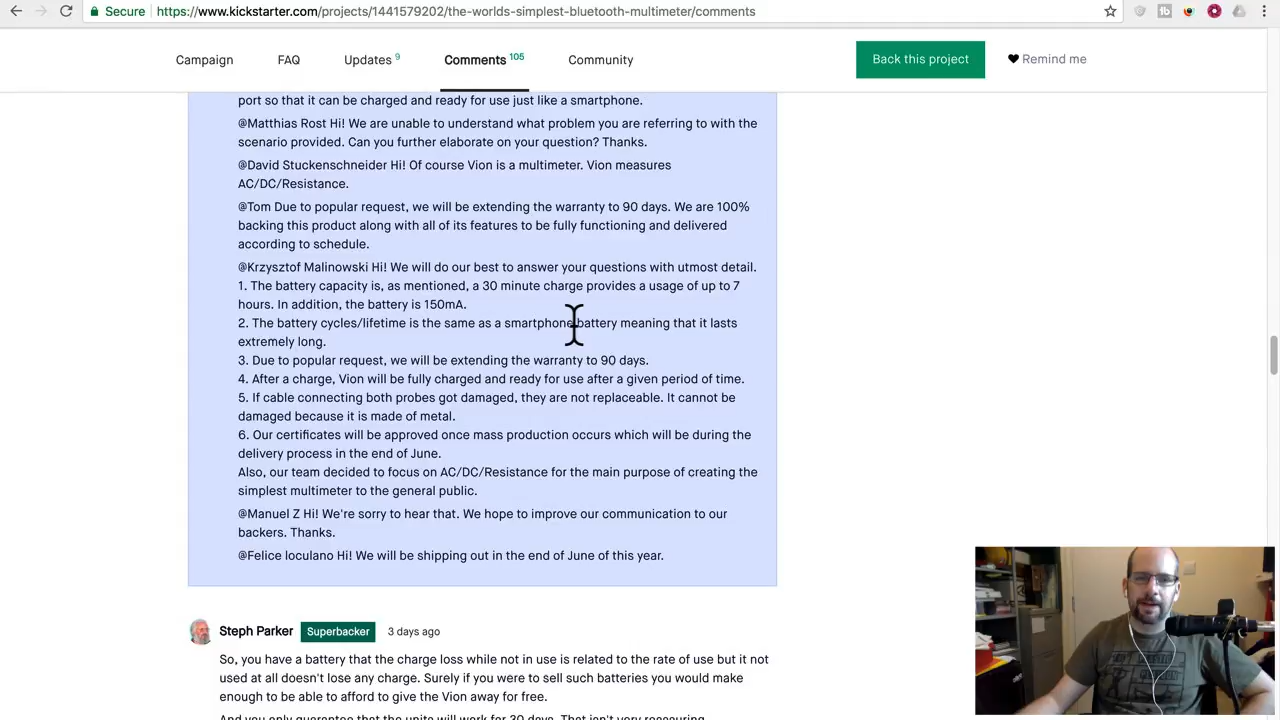 Secure https://www.kickstarter.com/projects/1441579202/the-worlds-simplest-bluetooth-multimeter/comments
Campaign FAQ Updates 9 Comments 105 Community Back this project Remind me
port so that it can be charged and ready for use just like a smartphone.
@Matthias Rost Hi! We are unable to understand what problem you are referring to with the
scenario provided. Can you further elaborate on your question? Thanks.
@David Stuckenschneider Hi! Of course Vion is a multimeter. Vion measures
AC/DC/Resistance.
@Tom Due to popular request, we will be extending the warranty to 90 days. We are 100%
backing this product along with all of its features to be fully functioning and delivered
according to schedule.
@Krzysztof Malinowski Hi! We will do our best to answer your questions with utmost detail.
1. The battery capacity is, as mentioned, a 30 minute charge provides a usage of up to 7
hours. In addition, the battery is 150mA.
2. The battery cycles/lifetime is the same as a smartphone battery meaning that it lasts
extremely long.
3. Due to popular request, we will be extending the warranty to 90 days.
4. After a charge, Vion will be fully charged and ready for use after a given period of time.
5. If cable connecting both probes got damaged, they are not replaceable. It cannot be
damaged because it is made of metal.
6. Our certificates will be approved once mass production occurs which will be during the
delivery process in the end of June.
Also, our team decided to focus on AC/DC/Resistance for the main purpose of creating the
simplest multimeter to the general public.
@Manuel Z Hi! We're sorry to hear that. We hope to improve our communication to our
backers. Thanks.
@Felice Ioculano Hi! We will be shipping out in the end of June of this year.
Steph Parker Superbacker 3 days ago
So, you have a battery that the charge loss while not in use is related to the rate of use but it not
used at all doesn't lose any charge. Surely if you were to sell such batteries you would make
enough to be able to afford to give the Vion away for free.
And you only guarantee that the units will work for 30 days. That isn't very reassuring.